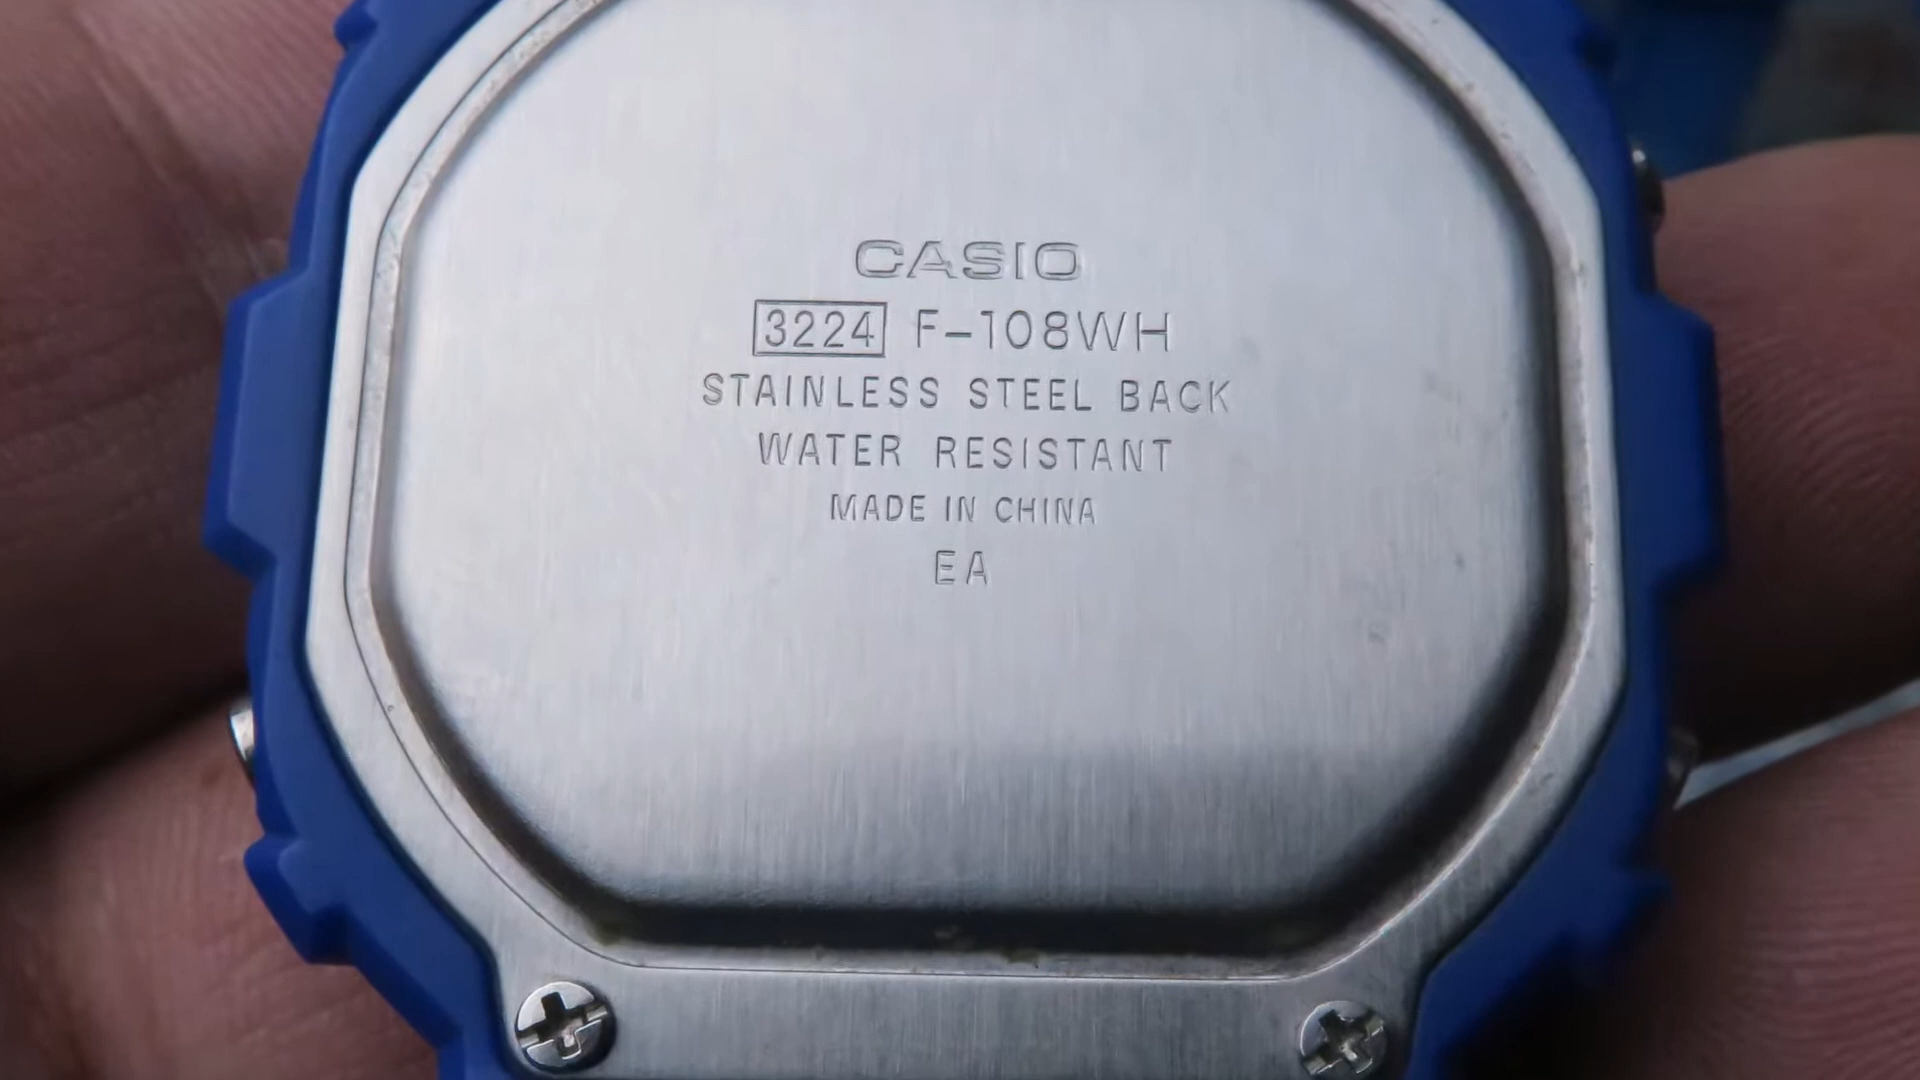 CASIO
3224 F-108WH
STAINLESS STEEL BACK
WATER RESISTANT
MADE IN CHINA
EA